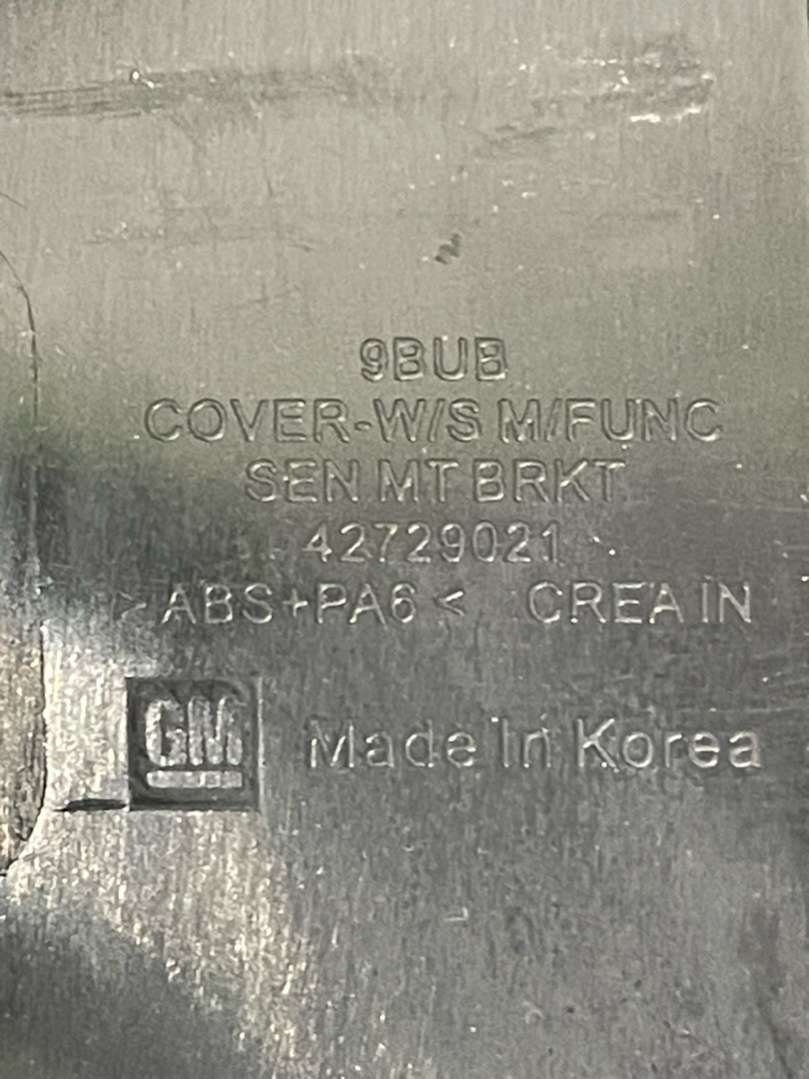 9BUB
COVER-W/S M/FUNC
SEN MT BRKT
42729021
>ABS+PA6< CREA IN
GM Made In Korea